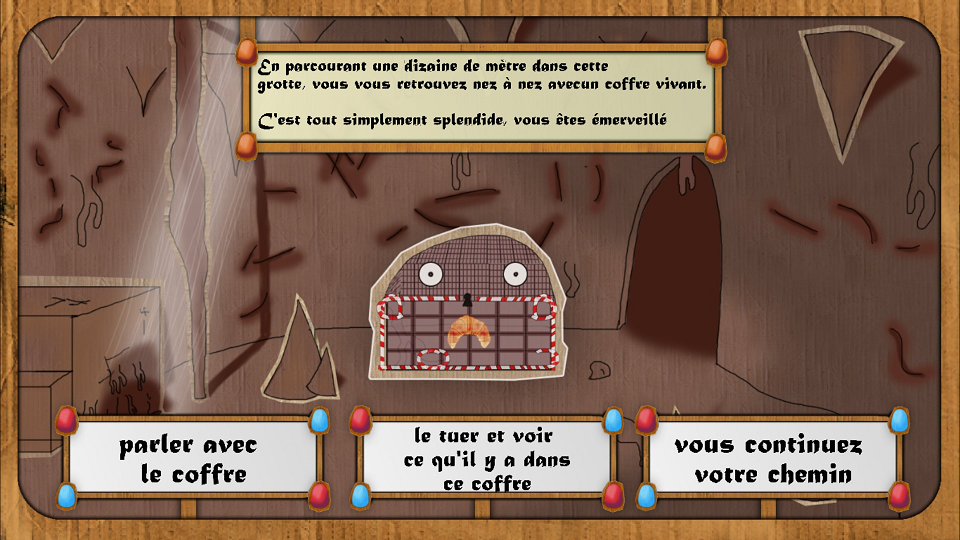 En parcourant une dizaine de mètre dans cette
grotte, vous vous retrouvez nez à nez avecun coffre vivant.
C'est tout simplement splendide, vous êtes émerveillé
parler avec
le coffre
le tuer et voir
ce qu'il y a dans
ce coffre
vous continuez
votre chemin